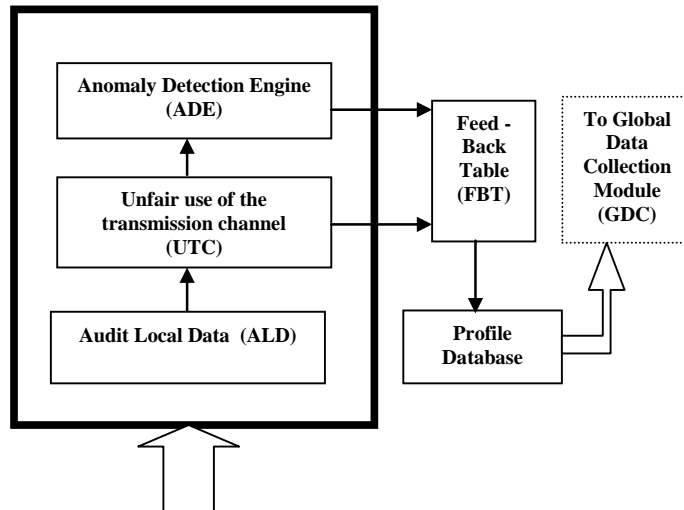 Anomaly Detection Engine
(ADE)
Unfair use of the
transmission channel
(UTC)
Audit Local Data (ALD)
Feed -
Back
Table
(FBT)
Profile
Database
To Global
Data
Collection
Module
(GDC)